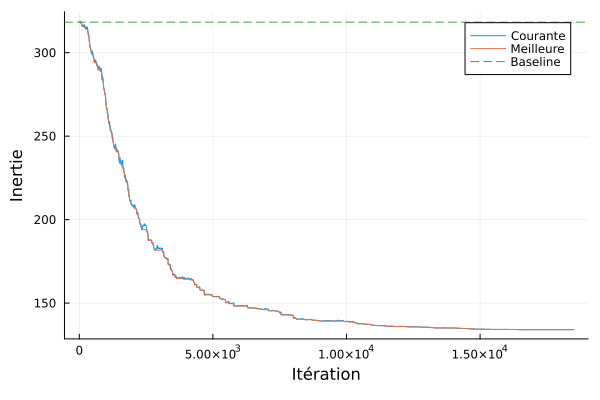 Courante
Meilleure
Baseline
300
250
200
150
Inertie
0
5.00×10³
1.00×10⁴
1.50×10⁴
Itération